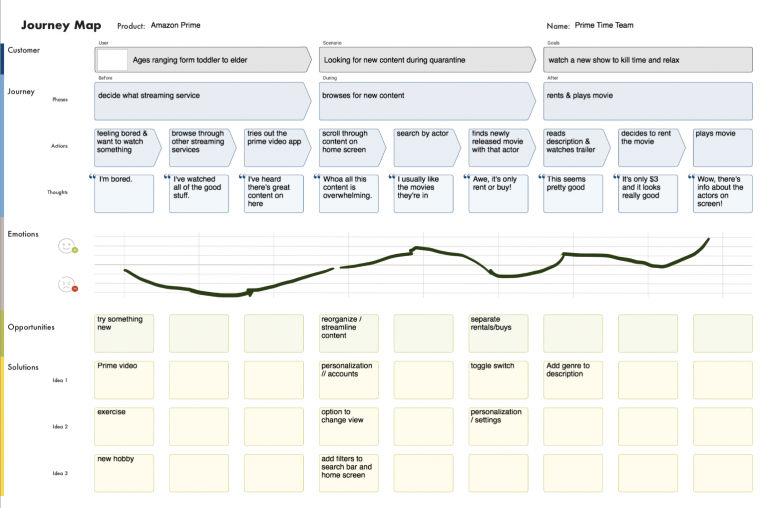 Journey Map Product: Amazon Prime Name: Prime Time Team
User Scenario Goals
Customer
Ages ranging form toddler to elder
Looking for new content during quarantine
watch a new show to kill time and relax
Before During After
Journey
Phases
decide what streaming service
browses for new content
rents & plays movie
Actions
feeling bored &
want to watch
something
browse through
other streaming
services
tries out the
prime video app
scroll through
content on
home screen
search by actor
finds newly
released movie
with that actor
reads
description &
watches trailer
decides to rent
the movie
plays movie
Thoughts
“ I'm bored.
“ I've watched
all of the good
stuff.
“ I've heard
there's great
content on
here
“ Whoa all this
content is
overwhelming.
“ I usually like
the movies
they're in
“ Awe, it's only
rent or buy!
“ This seems
pretty good
“ It's only $3
and it looks
really good
“ Wow, there's
info about the
actors on
screen!
Emotions
Opportunities
try something
new
reorganize /
streamline
content
separate
rentals/buys
Solutions
Idea 1
Prime video
personalization
// accounts
toggle switch
Add genre to
description
Idea 2
exercise
option to
change view
personalization
/ settings
Idea 3
new hobby
add filters to
search bar and
home screen